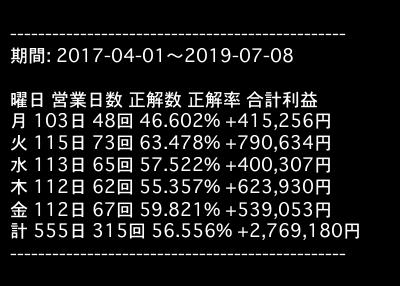 ------------------------------------------------
期間: 2017-04-01〜2019-07-08
曜日 営業日数 正解数 正解率 合計利益
月 103日 48回 46.602% +415,256円
火 115日 73回 63.478% +790,634円
水 113日 65回 57.522% +400,307円
木 112日 62回 55.357% +623,930円
金 112日 67回 59.821% +539,053円
計 555日 315回 56.556% +2,769,180円
------------------------------------------------